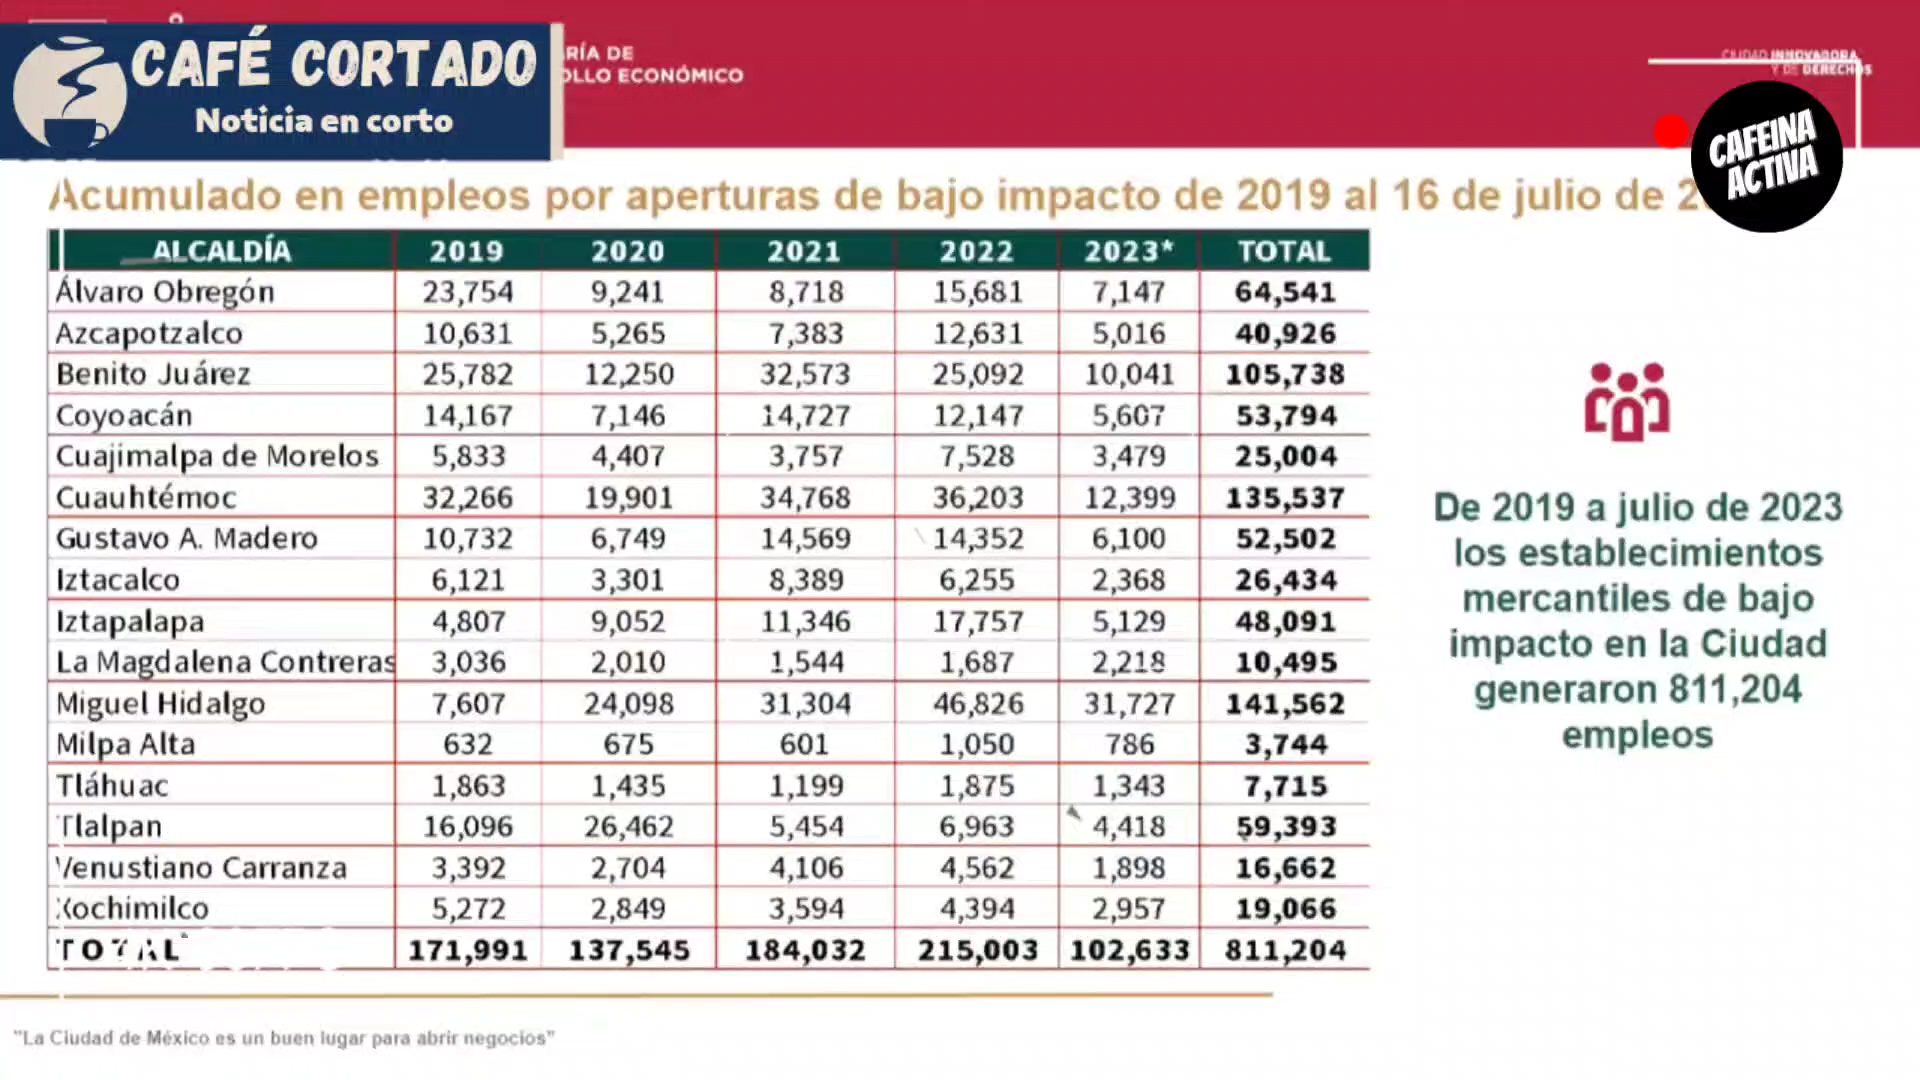 CAFÉ CORTADO
Noticia en corto
RÍA DE
OLLO ECONÓMICO
CIUDAD INNOVADORA
Y DE DERECHOS
CAFEINA
ACTIVA
Acumulado en empleos por aperturas de bajo impacto de 2019 al 16 de julio de 2
ALCALDÍA 2019 2020 2021 2022 2023* TOTAL
Álvaro Obregón 23,754 9,241 8,718 15,681 7,147 64,541
Azcapotzalco 10,631 5,265 7,383 12,631 5,016 40,926
Benito Juárez 25,782 12,250 32,573 25,092 10,041 105,738
Coyoacán 14,167 7,146 14,727 12,147 5,607 53,794
Cuajimalpa de Morelos 5,833 4,407 3,757 7,528 3,479 25,004
Cuauhtémoc 32,266 19,901 34,768 36,203 12,399 135,537
Gustavo A. Madero 10,732 6,749 14,569 14,352 6,100 52,502
Iztacalco 6,121 3,301 8,389 6,255 2,368 26,434
Iztapalapa 4,807 9,052 11,346 17,757 5,129 48,091
La Magdalena Contreras 3,036 2,010 1,544 1,687 2,218 10,495
Miguel Hidalgo 7,607 24,098 31,304 46,826 31,727 141,562
Milpa Alta 632 675 601 1,050 786 3,744
Tláhuac 1,863 1,435 1,199 1,875 1,343 7,715
Tlalpan 16,096 26,462 5,454 6,963 4,418 59,393
Venustiano Carranza 3,392 2,704 4,106 4,562 1,898 16,662
Xochimilco 5,272 2,849 3,594 4,394 2,957 19,066
TOTAL 171,991 137,545 184,032 215,003 102,633 811,204
De 2019 a julio de 2023
los establecimientos
mercantiles de bajo
impacto en la Ciudad
generaron 811,204
empleos
"La Ciudad de México es un buen lugar para abrir negocios"